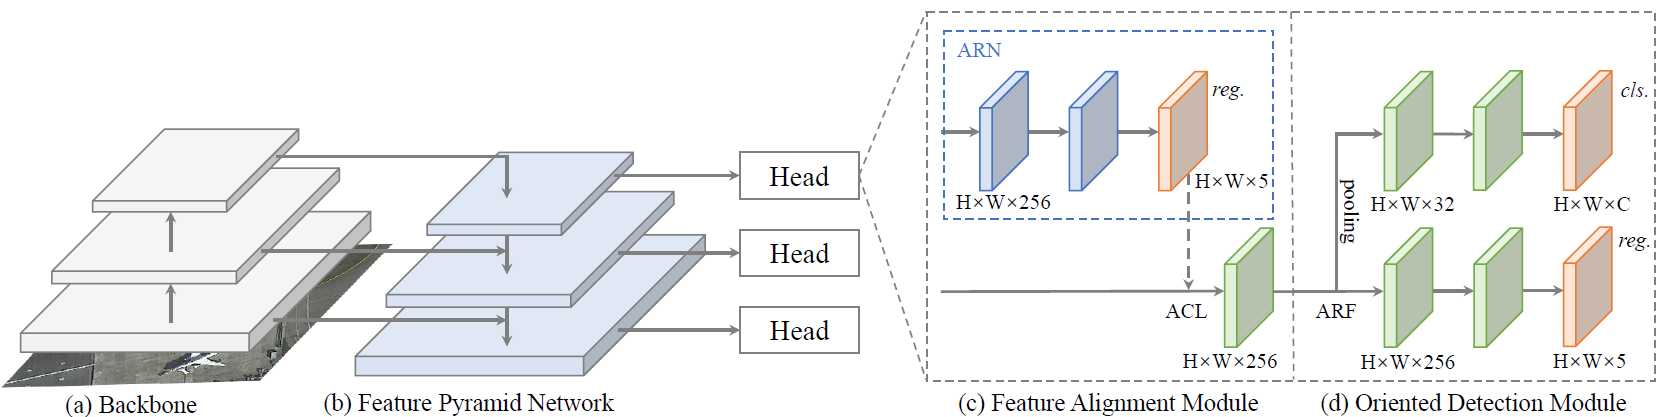 ARN
reg.
H×W×5
H×W×256
ACL
H×W×256
Head
Head
Head
cls.
pooling
H×W×32
H×W×C
reg.
ARF
H×W×256
H×W×5
(a) Backbone
(b) Feature Pyramid Network
(c) Feature Alignment Module
(d) Oriented Detection Module